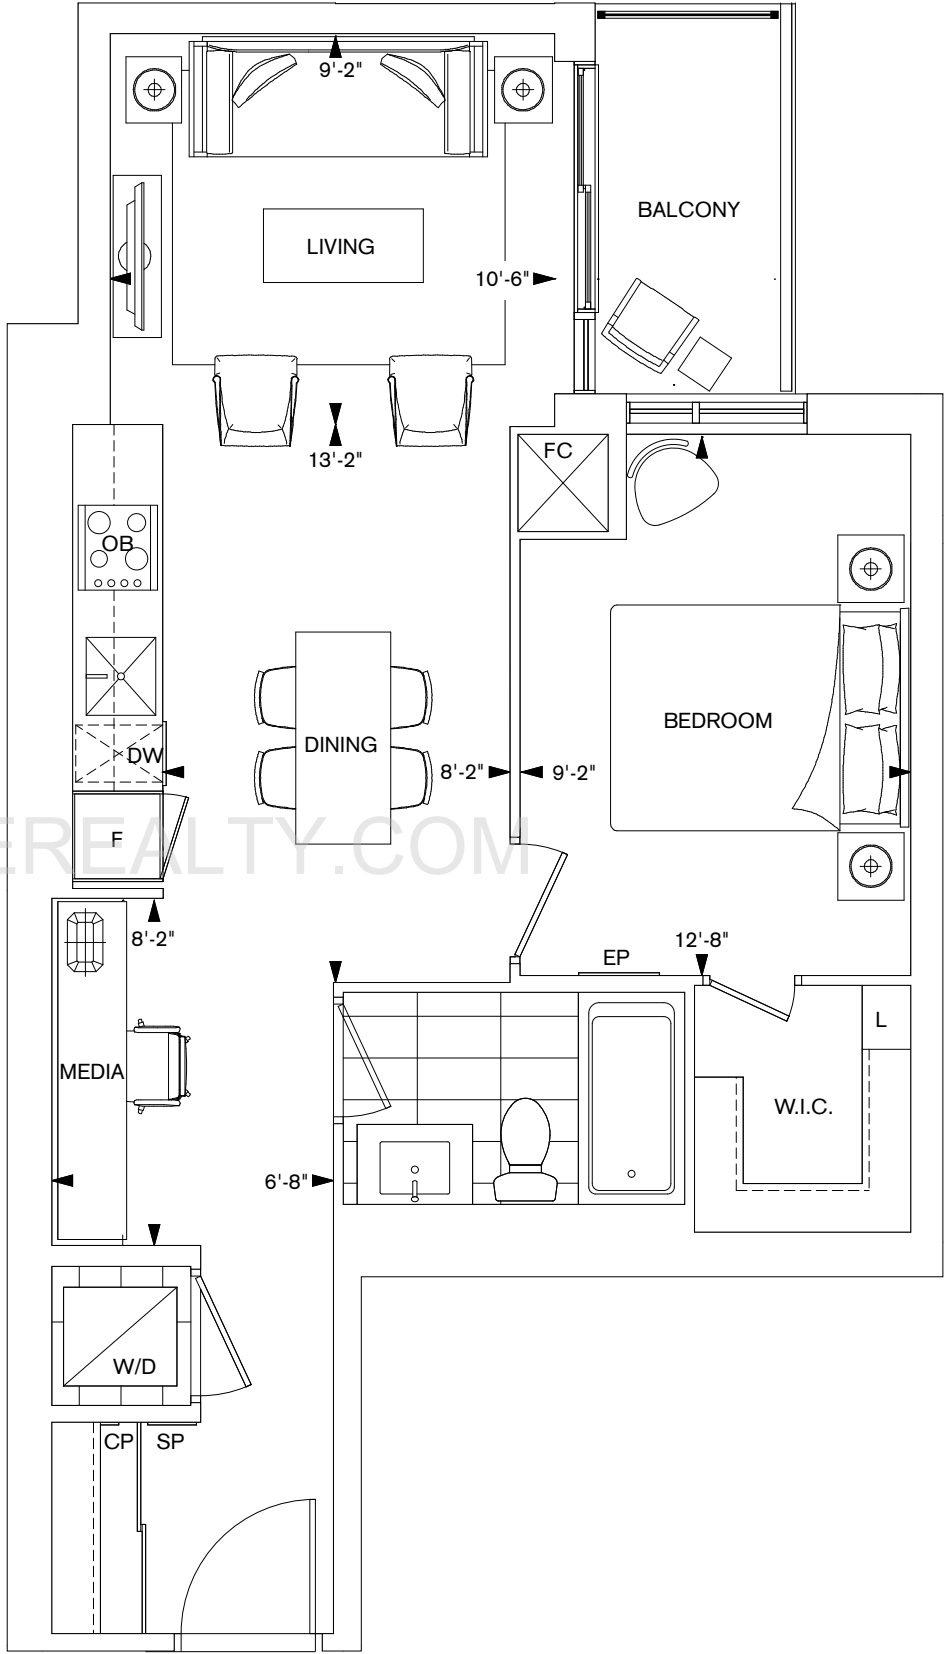 9'-2"
BALCONY
LIVING
10'-6"
13'-2"
FC
OB
BEDROOM
DINING
DW
8'-2"
9'-2"
F
EREALTY.COM
8'-2"
12'-8"
EP
L
MEDIA
W.I.C.
6'-8"
W/D
CP
SP